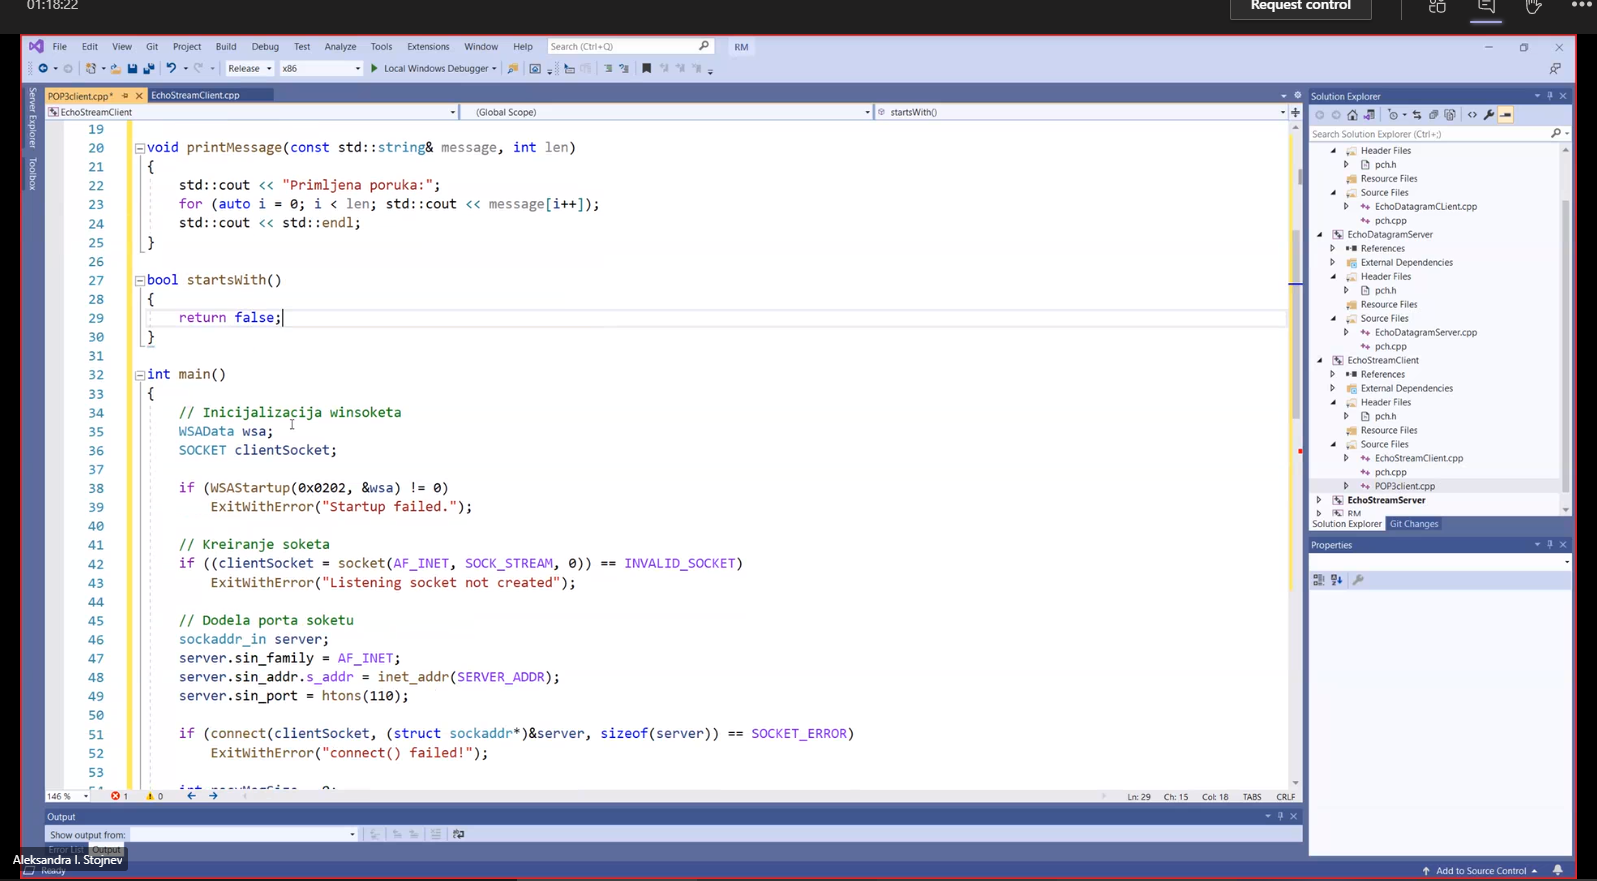 01:18:22
Request control
File Edit View Git Project Build Debug Test Analyze Tools Extensions Window Help Search (Ctrl+Q) RM
Release x86 Local Windows Debugger
Server Explorer
Toolbox
POP3client.cpp* EchoStreamClient.cpp
EchoStreamClient (Global Scope) startsWith()
19
20 void printMessage(const std::string& message, int len)
21 {
22 std::cout << "Primljena poruka:";
23 for (auto i = 0; i < len; std::cout << message[i++]);
24 std::cout << std::endl;
25 }
26
27 bool startsWith()
28 {
29 return false;
30 }
31
32 int main()
33 {
34 // Inicijalizacija winsoketa
35 WSAData wsa;
36 SOCKET clientSocket;
37
38 if (WSAStartup(0x0202, &wsa) != 0)
39 ExitWithError("Startup failed.");
40
41 // Kreiranje soketa
42 if ((clientSocket = socket(AF_INET, SOCK_STREAM, 0)) == INVALID_SOCKET)
43 ExitWithError("Listening socket not created");
44
45 // Dodela porta soketu
46 sockaddr_in server;
47 server.sin_family = AF_INET;
48 server.sin_addr.s_addr = inet_addr(SERVER_ADDR);
49 server.sin_port = htons(110);
50
51 if (connect(clientSocket, (struct sockaddr*)&server, sizeof(server)) == SOCKET_ERROR)
52 ExitWithError("connect() failed!");
53
146 % 1 0 Ln: 29 Ch: 15 Col: 18 TABS CRLF
Output
Show output from:
Error List Output
Aleksandra I. Stojnev
Ready
Solution Explorer
Search Solution Explorer (Ctrl+;)
Header Files
pch.h
Resource Files
Source Files
EchoDatagramCLient.cpp
pch.cpp
EchoDatagramServer
References
External Dependencies
Header Files
pch.h
Resource Files
Source Files
EchoDatagramServer.cpp
pch.cpp
EchoStreamClient
References
External Dependencies
Header Files
pch.h
Resource Files
Source Files
EchoStreamClient.cpp
pch.cpp
POP3client.cpp
EchoStreamServer
RM
Solution Explorer Git Changes
Properties
Add to Source Control